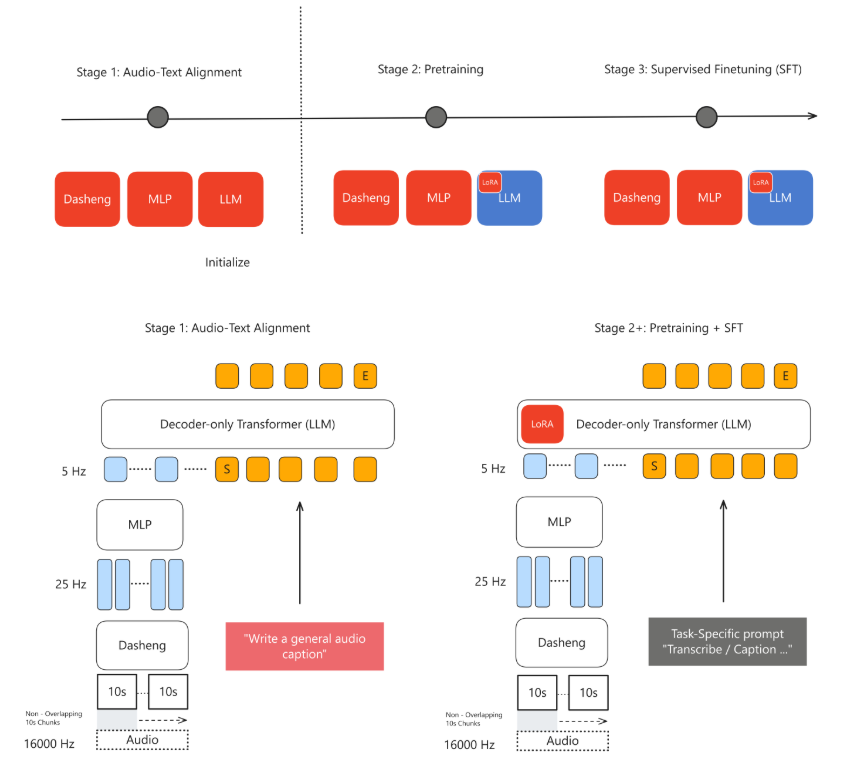 Stage 1: Audio-Text Alignment
Stage 2: Pretraining
Stage 3: Supervised Finetuning (SFT)
Dasheng
MLP
LLM
Dasheng
MLP
LoRA
LLM
Dasheng
MLP
LoRA
LLM
Initialize
Stage 1: Audio-Text Alignment
E
Decoder-only Transformer (LLM)
5 Hz
S
MLP
25 Hz
"Write a general audio
caption"
Dasheng
10s
10s
Non - Overlapping
10s Chunks
16000 Hz
Audio
Stage 2+: Pretraining + SFT
E
LoRA
Decoder-only Transformer (LLM)
5 Hz
S
MLP
25 Hz
Task-Specific prompt
"Transcribe / Caption ..."
Dasheng
10s
10s
Non - Overlapping
10s Chunks
16000 Hz
Audio